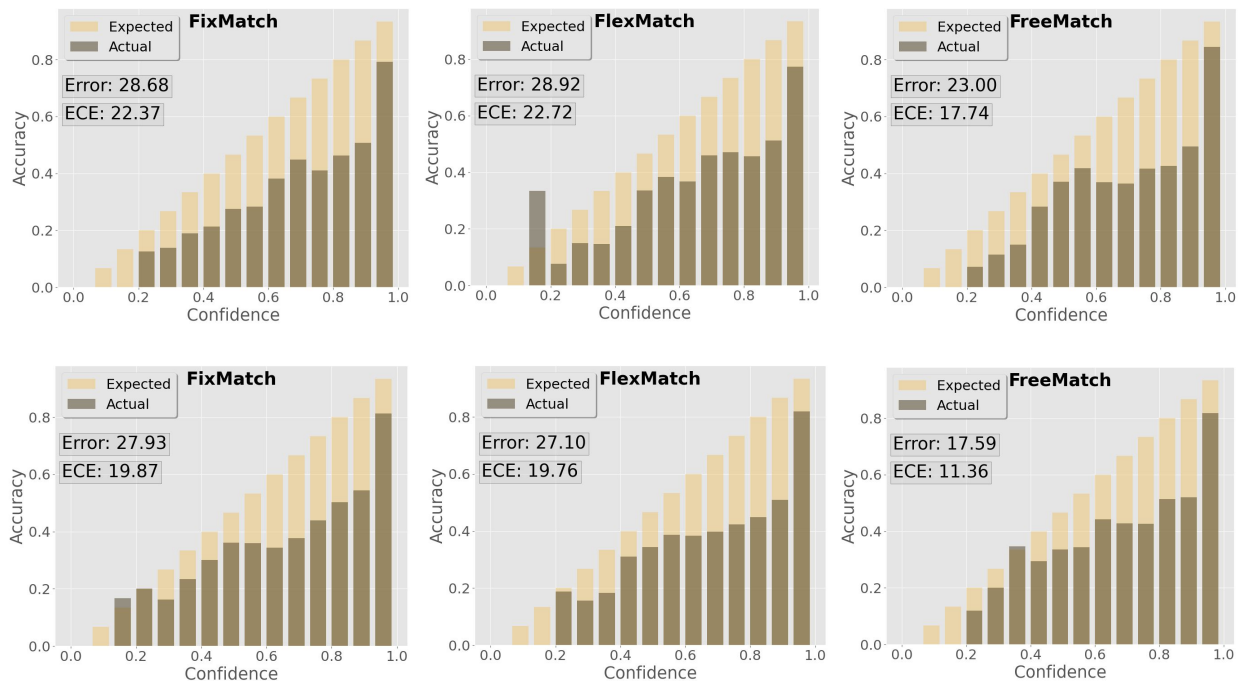 FixMatch
Expected
Actual
Error: 28.68
ECE: 22.37
Accuracy
0.8
0.6
0.4
0.2
0.0
0.0 0.2 0.4 0.6 0.8 1.0
Confidence
FlexMatch
Expected
Actual
Error: 28.92
ECE: 22.72
Accuracy
0.8
0.6
0.4
0.2
0.0
0.0 0.2 0.4 0.6 0.8 1.0
Confidence
FreeMatch
Expected
Actual
Error: 23.00
ECE: 17.74
Accuracy
0.8
0.6
0.4
0.2
0.0
0.0 0.2 0.4 0.6 0.8 1.0
Confidence
FixMatch
Expected
Actual
Error: 27.93
ECE: 19.87
Accuracy
0.8
0.6
0.4
0.2
0.0
0.0 0.2 0.4 0.6 0.8 1.0
Confidence
FlexMatch
Expected
Actual
Error: 27.10
ECE: 19.76
Accuracy
0.8
0.6
0.4
0.2
0.0
0.0 0.2 0.4 0.6 0.8 1.0
Confidence
FreeMatch
Expected
Actual
Error: 17.59
ECE: 11.36
Accuracy
0.8
0.6
0.4
0.2
0.0
0.0 0.2 0.4 0.6 0.8 1.0
Confidence